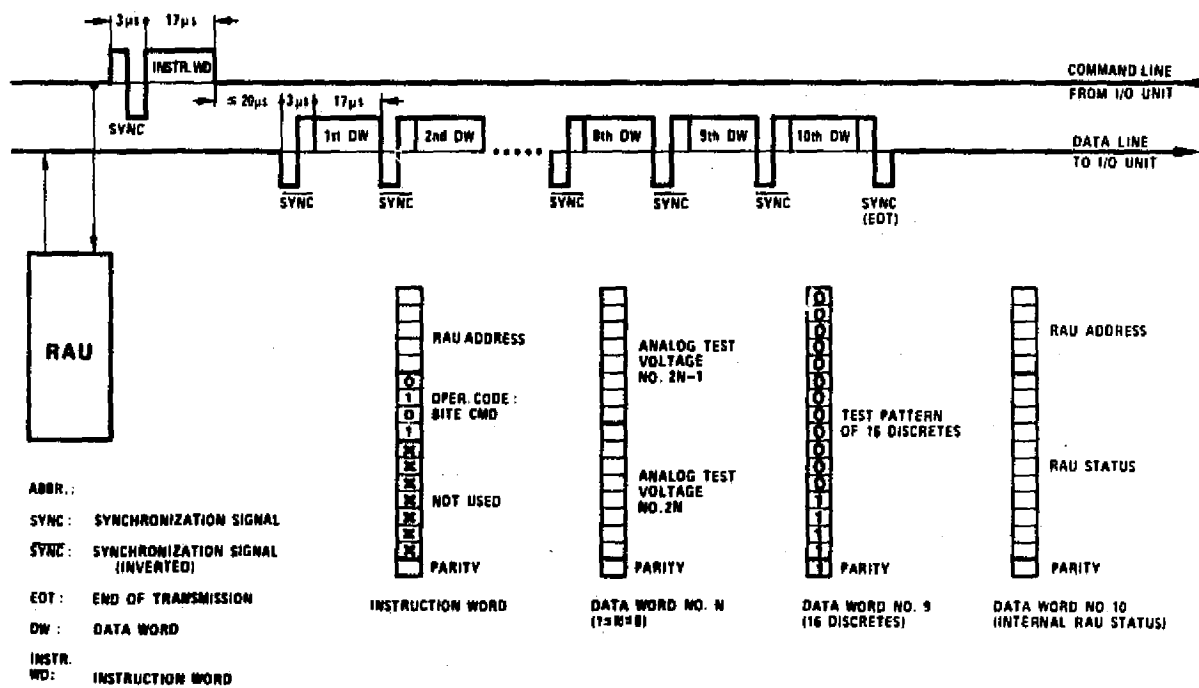 3µs 17µs
INSTR.WD
COMMAND LINE
FROM I/O UNIT
SYNC
≤ 20µs 3µs 17µs
1st DW 2nd DW 8th DW 9th DW 10th DW
DATA LINE
TO I/O UNIT
SYNC SYNC SYNC SYNC SYNC SYNC
(EOT)
RAU
RAU ADDRESS
0
1
0
1
OPER. CODE:
BITE CMD
X
X
X
X
X
X
X
NOT USED
PARITY
INSTRUCTION WORD
ANALOG TEST
VOLTAGE
NO. 2N-1
ANALOG TEST
VOLTAGE
NO.2N
PARITY
DATA WORD NO. N
(1≤N≤8)
0
0
0
0
0
0
0
0
0
0
0
0
1
1
1
1
1
TEST PATTERN
OF 16 DISCRETES
PARITY
DATA WORD NO. 9
(16 DISCRETES)
RAU ADDRESS
RAU STATUS
PARITY
DATA WORD NO. 10
(INTERNAL RAU STATUS)
ABBR.:
SYNC: SYNCHRONIZATION SIGNAL
SYNC: SYNCHRONIZATION SIGNAL
(INVERTED)
EOT: END OF TRANSMISSION
DW: DATA WORD
INSTR.
WD: INSTRUCTION WORD